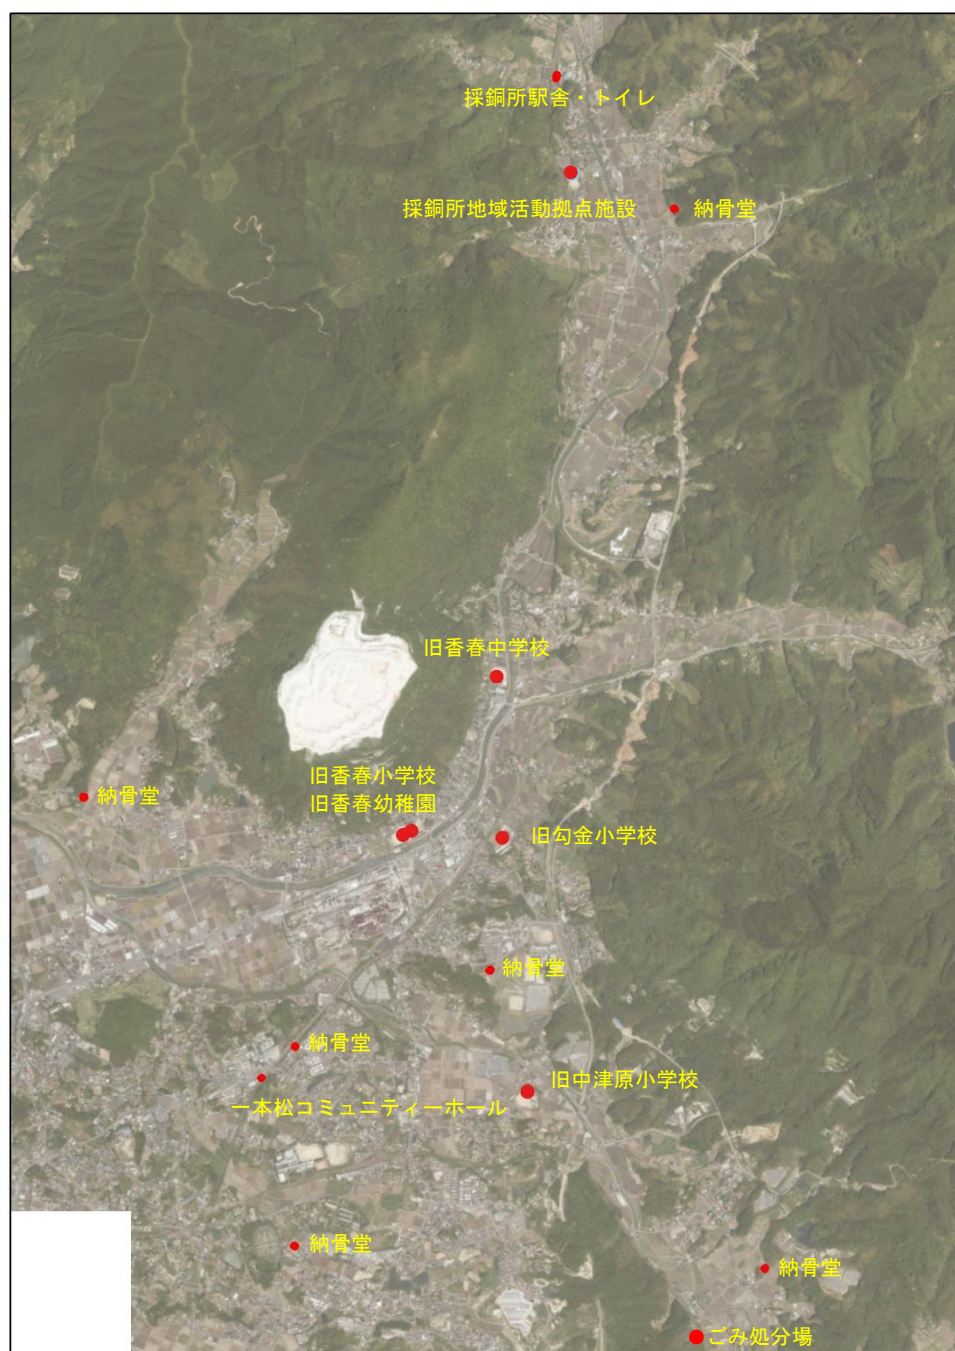 採銅所駅舎・トイレ
採銅所地域活動拠点施設
納骨堂
旧香春中学校
旧香春小学校
旧香春幼稚園
納骨堂
旧勾金小学校
納骨堂
納骨堂
旧中津原小学校
一本松コミュニティーホール
納骨堂
納骨堂
ごみ処分場